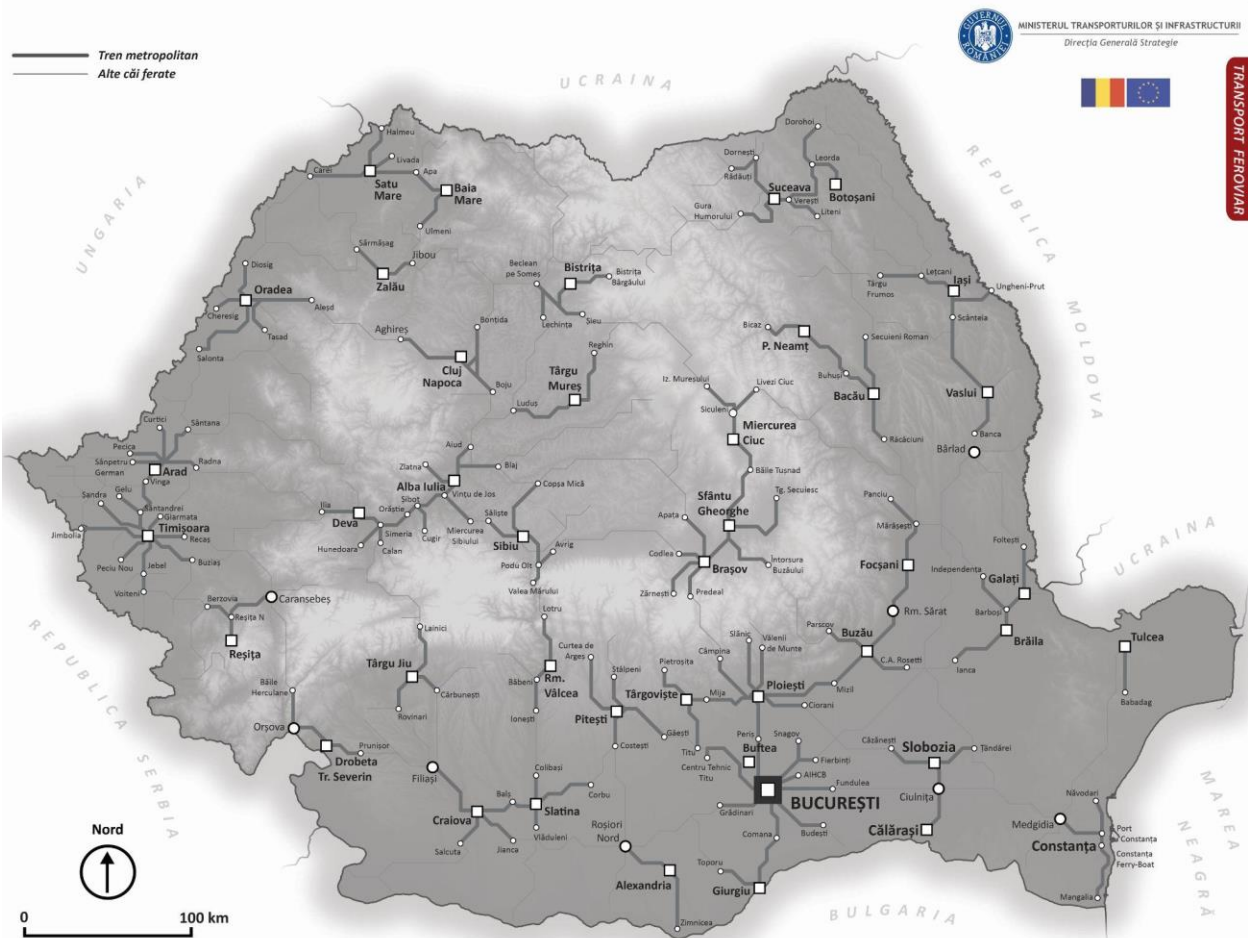 Tren metropolitan
Alte căi ferate
GUVERNUL ROMÂNIEI
MINISTERUL TRANSPORTURILOR ȘI INFRASTRUCTURII
Direcția Generală Strategie
TRANSPORT FEROVIAR
UCRAINA
UNGARIA
REPUBLICA MOLDOVA
Halmeu
Livada
Carei
Apa
Satu
Mare
Baia
Mare
Ulmeni
Dorohoi
Dornești
Leorda
Rădăuți
Suceava
Verești
Botoșani
Gura
Humorului
Liteni
Sărmășag
Jibou
Zalău
Diosig
Oradea
Cheresig
Aleșd
Tasad
Salonta
Beclean
pe Someș
Bistrița
Bistrița
Bârgăului
Lechința
Șieu
Lețcani
Iași
Târgu
Frumos
Ungheni-Prut
Scânteia
Aghireș
Bonțida
Cluj
Napoca
Boju
Reghin
Târgu
Mureș
Luduș
Bicaz
P. Neamț
Secuieni Roman
Buhuși
Bacău
Răcăciuni
Vaslui
Banca
Bârlad
Iz. Mureșului
Livezi Ciuc
Siculeni
Miercurea
Ciuc
Băile Tușnad
Curtici
Sântana
Pecica
Sânpetru
German
Radna
Arad
Vinga
Gelu
Sandra
Sântandrei
Giarmata
Timișoara
Recaș
Jimbolia
Peciu Nou
Jebel
Buziaș
Voiteni
Aiud
Zlatna
Blaj
Alba Iulia
Vințu de Jos
Ilia
Deva
Orăștie
Sibot
Simeria
Hunedoara
Calan
Cugir
Miercurea
Sibiului
Copșa Mică
Săliște
Sibiu
Avrig
Podu Olt
Valea Mărului
Sfântu
Gheorghe
Tg. Secuiesc
Apata
Codlea
Brașov
Întorsura
Buzăului
Zărnești
Predeal
Panciu
Mărășești
Focșani
Rm. Sărat
Foltești
Independența
Galați
Barboși
Brăila
Ianca
UCRAINA
Berzovia
Caransebeș
Reșița N
Reșița
Băile
Herculane
Orșova
Prunișor
Drobeta
Tr. Severin
REPUBLICA SERBIA
Lainici
Târgu Jiu
Cărbunești
Rovinari
Lotru
Rm.
Vâlcea
Băbeni
Ionești
Curtea de
Argeș
Stâlpeni
Pitești
Găești
Costești
Pietroșița
Târgoviște
Mija
Titu
Câmpina
Slănic
Vălenii
de Munte
Ploiești
Ciorani
Mizil
Parscov
Buzău
C.A. Rosetti
Tulcea
Babadag
Periș
Buftea
Snagov
Fierbinți
Centru Tehnic
Titu
AIHCB
Fundulea
BUCUREȘTI
Grădinari
Budești
Comana
Toporu
Giurgiu
Căsănești
Slobozia
Țăndărei
Ciulnița
Călărași
Filiași
Craiova
Balș
Salcuta
Jianca
Colibasi
Corbu
Slatina
Vlăduleni
Roșiori
Nord
Alexandria
Zimnicea
Năvodari
Medgidia
Port
Constanța
Constanța
Constanța
Ferry-Boat
Mangalia
MAREA NEAGRĂ
BULGARIA
Nord
0 100 km